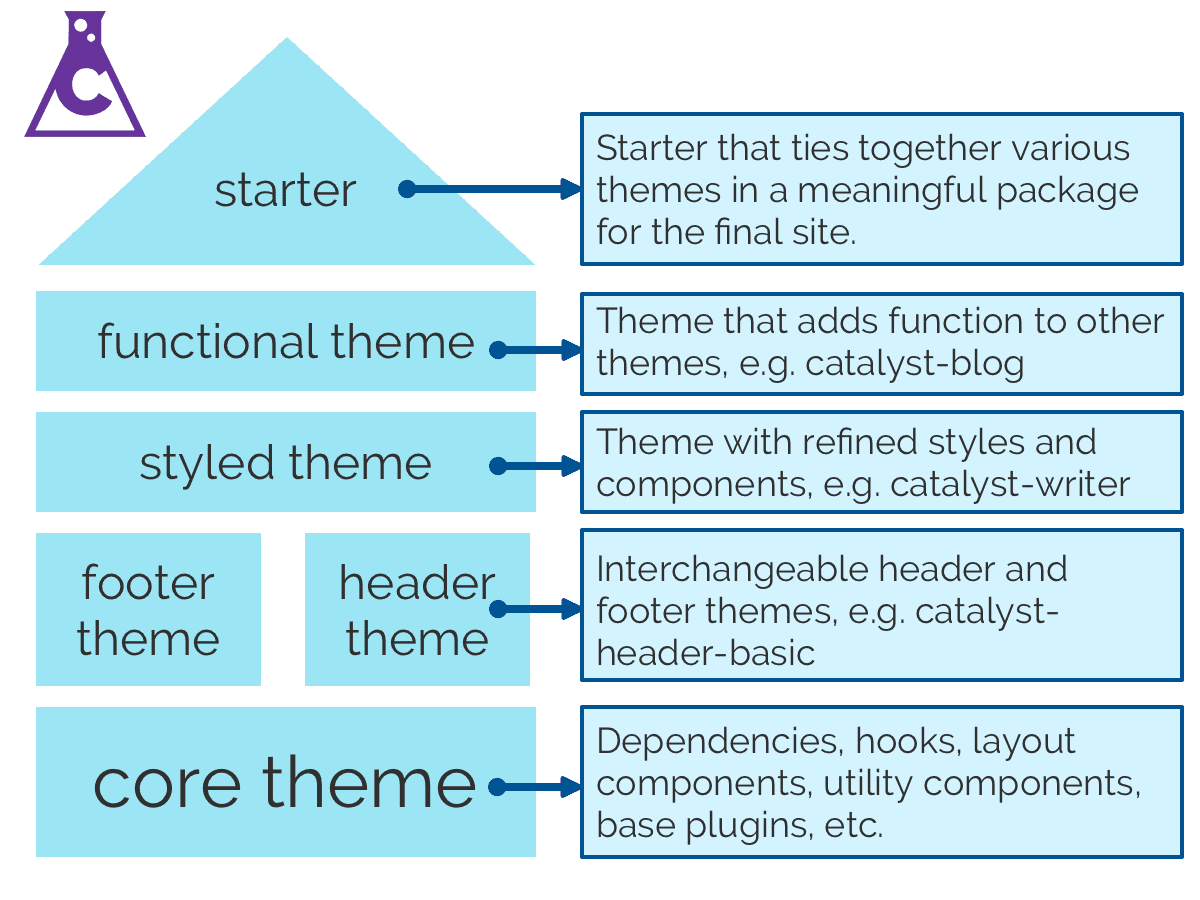 C
starter
Starter that ties together various
themes in a meaningful package
for the final site.
functional theme
Theme that adds function to other
themes, e.g. catalyst-blog
styled theme
Theme with refined styles and
components, e.g. catalyst-writer
footer
theme
header
theme
Interchangeable header and
footer themes, e.g. catalyst-
header-basic
core theme
Dependencies, hooks, layout
components, utility components,
base plugins, etc.